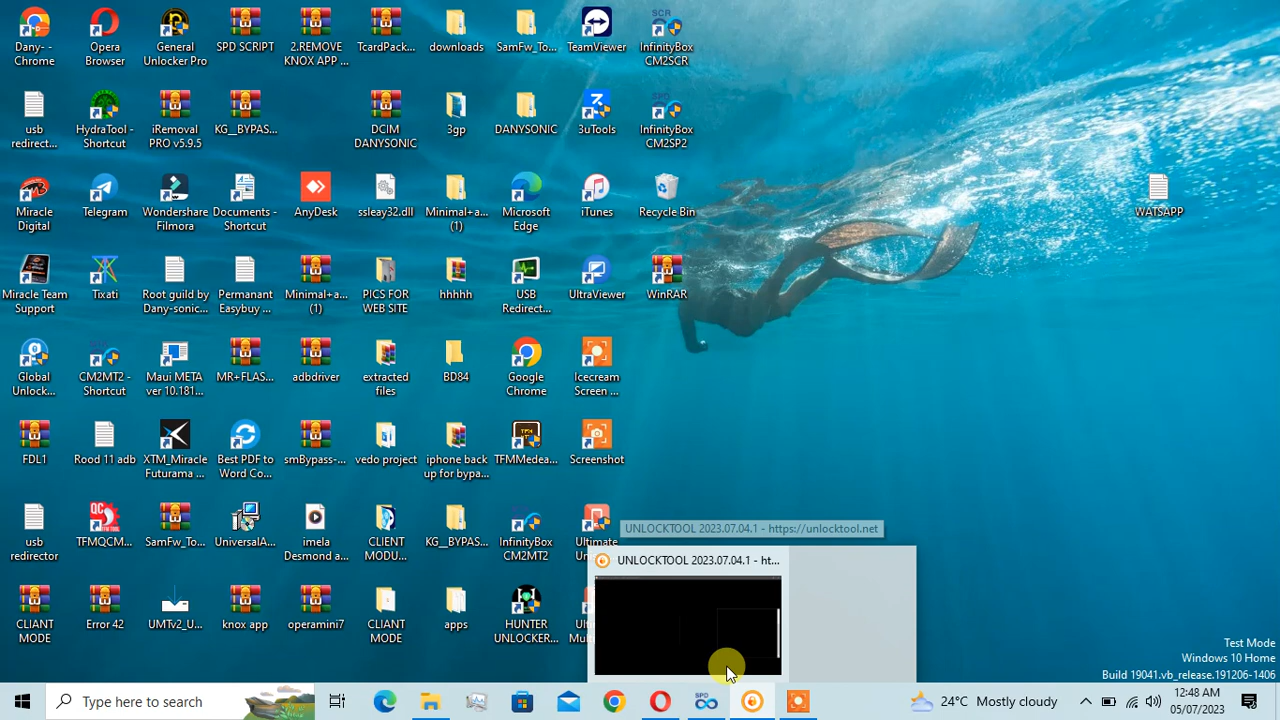 Dany- -
Chrome
Opera
Browser
General
Unlocker Pro
SPD SCRIPT
2.REMOVE
KNOX APP ...
TcardPack...
downloads
SamFw_To...
TeamViewer
SCR
InfinityBox
CM2SCR
usb
redirect...
HydraTool -
Shortcut
iRemoval
PRO v5.9.5
KG__BYPAS...
DCIM
DANYSONIC
3gp
DANYSONIC
3uTools
SPD
InfinityBox
CM2SP2
Miracle
Digital
Telegram
Wondershare
Filmora
Documents -
Shortcut
AnyDesk
ssleay32.dll
Minimal+a...
(1)
Microsoft
Edge
iTunes
Recycle Bin
WATSAPP
Miracle Team
Support
Tixati
Root guild by
Dany-sonic...
Permanant
Easybuy ...
Minimal+a...
(1)
PICS FOR
WEB SITE
hhhhh
USB
Redirect...
UltraViewer
WinRAR
Global
Unlock...
CM2MT2 -
Shortcut
Maui META
ver 10.181...
MR+FLAS...
adbdriver
extracted
files
BD84
Google
Chrome
Icecream
Screen ...
FDL1
Rood 11 adb
XTM_Miracle
Futurama ...
Best PDF to
Word Co...
smBypass-...
vedo project
iphone back
up for bypa...
TFM
TFMMedea...
Screenshot
usb
redirector
QC
TFMQCM...
SamFw_To...
UniversalA...
imela
Desmond a...
CLIENT
MODU...
KG__BYPAS...
InfinityBox
CM2MT2
Ultimate
UNLOCKTOOL 2023.07.04.1 - https://unlocktool.net
UNLOCKTOOL 2023.07.04.1 - ht...
CLIANT
MODE
Error 42
UMTv2_U...
knox app
operamini7
CLIANT
MODE
apps
HUNTER
UNLOCKER...
Test Mode
Windows 10 Home
Build 19041.vb_release.191206-1406
Type here to search
SPD
24°C Mostly cloudy
12:48 AM
05/07/2023